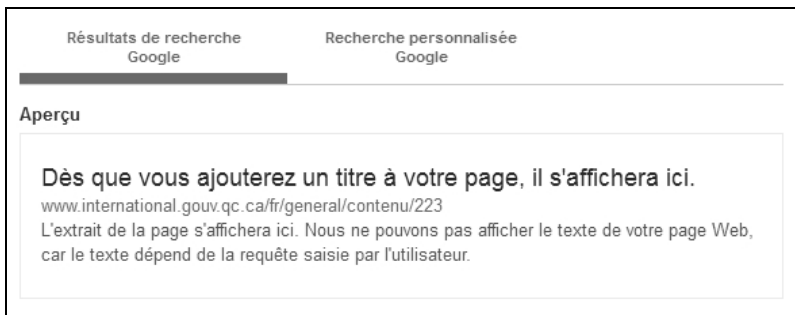 Résultats de recherche
Google
Recherche personnalisée
Google
Aperçu
Dès que vous ajouterez un titre à votre page, il s'affichera ici.
www.international.gouv.qc.ca/fr/general/contenu/223
L'extrait de la page s'affichera ici. Nous ne pouvons pas afficher le texte de votre page Web,
car le texte dépend de la requête saisie par l'utilisateur.